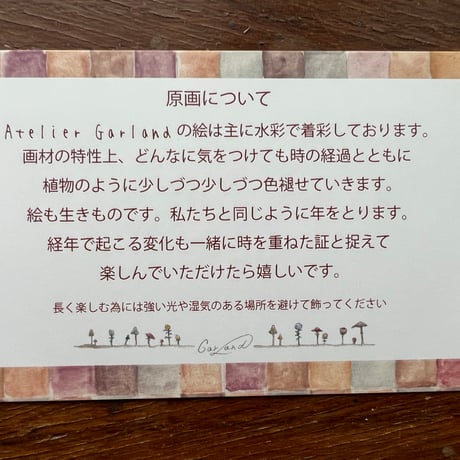 原画について
Atelier Garlandの絵は主に水彩で着彩しております。
画材の特性上、どんなに気をつけても時の経過とともに
植物のように少しづつ少しづつ色褪せていきます。
絵も生きものです。私たちと同じように年をとります。
経年で起こる変化も一緒に時を重ねた証と捉えて
楽しんでいただけたら嬉しいです。
長く楽しむ為には強い光や湿気のある場所を避けて飾ってください
Garland